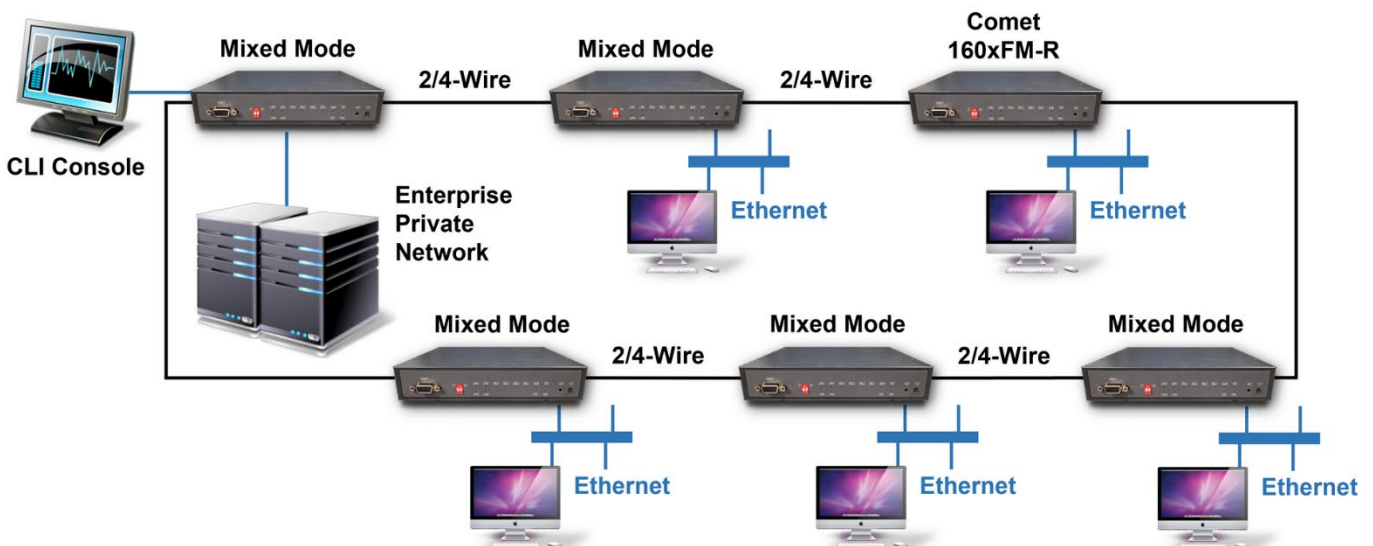 Comet
160xFM-R
Mixed Mode
Mixed Mode
2/4-Wire
2/4-Wire
CLI Console
Enterprise
Private
Network
Ethernet
Ethernet
Mixed Mode
Mixed Mode
Mixed Mode
2/4-Wire
2/4-Wire
Ethernet
Ethernet
Ethernet